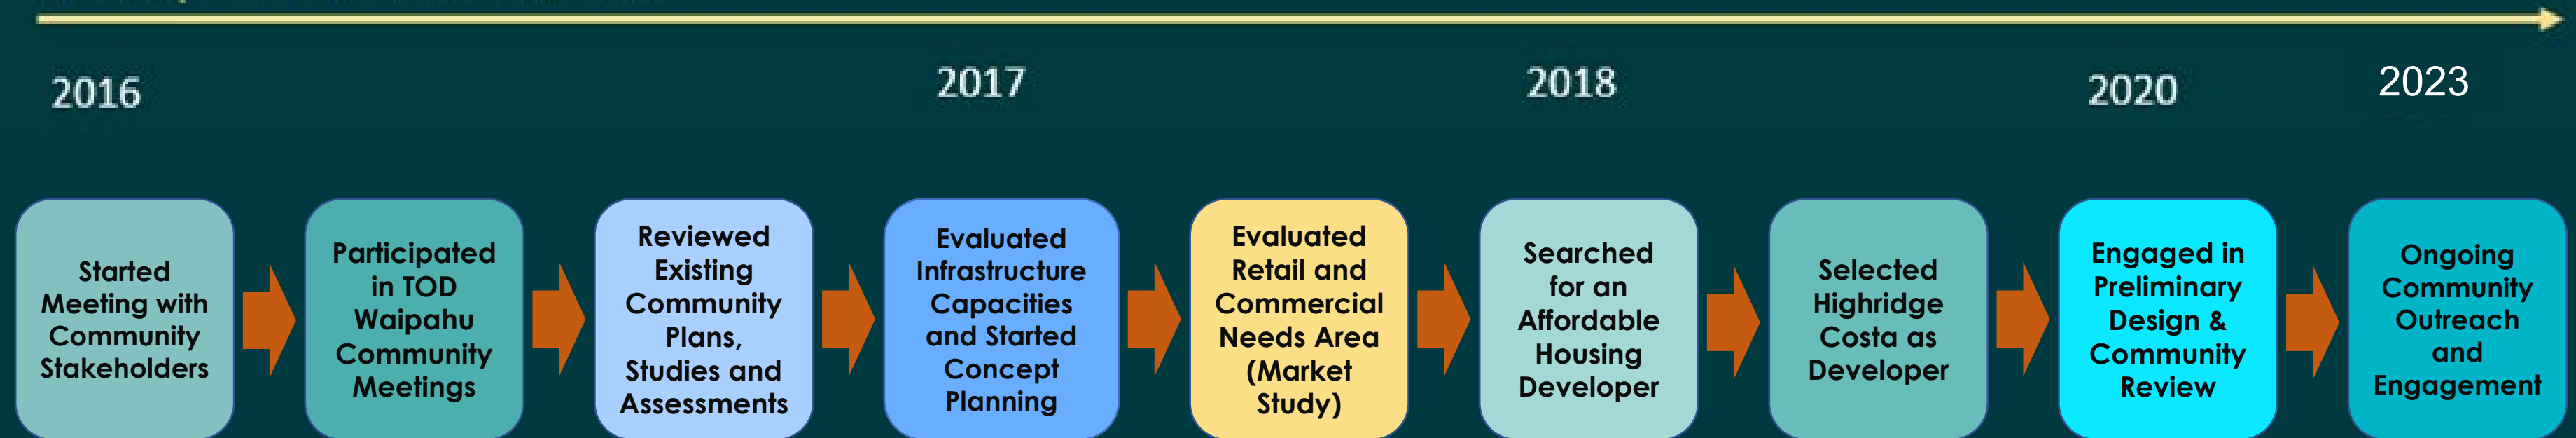 2016
2017
2018
2020
2023
Started
Meeting with
Community
Stakeholders
Participated
in TOD
Waipahu
Community
Meetings
Reviewed
Existing
Community
Plans,
Studies and
Assessments
Evaluated
Infrastructure
Capacities
and Started
Concept
Planning
Evaluated
Retail and
Commercial
Needs Area
(Market
Study)
Searched
for an
Affordable
Housing
Developer
Selected
Highridge
Costa as
Developer
Engaged in
Preliminary
Design &
Community
Review
Ongoing
Community
Outreach
and
Engagement